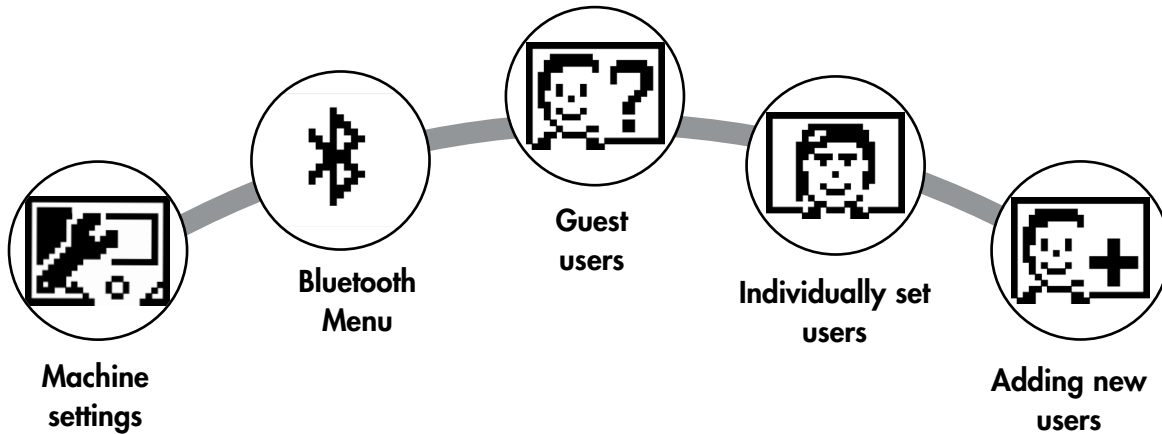 Machine
settings
Bluetooth
Menu
Guest
users
Individually set
users
Adding new
users